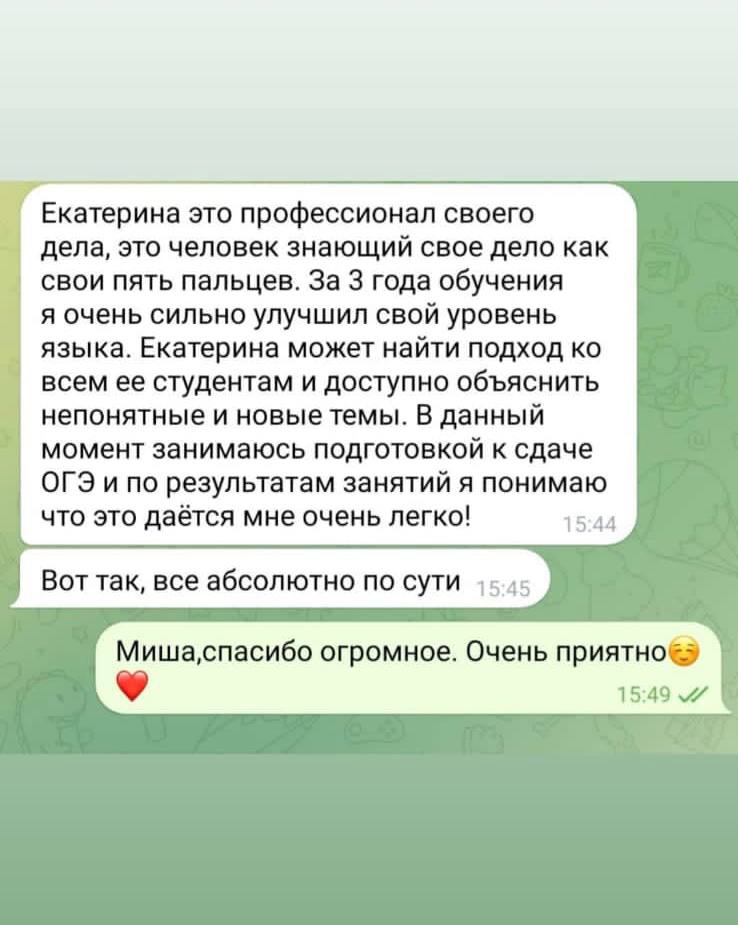 Екатерина это профессионал своего
дела, это человек знающий свое дело как
свои пять пальцев. За 3 года обучения
я очень сильно улучшил свой уровень
языка. Екатерина может найти подход ко
всем ее студентам и доступно объяснить
непонятные и новые темы. В данный
момент занимаюсь подготовкой к сдаче
ОГЭ и по результатам занятий я понимаю
что это даётся мне очень легко! 15:44
Вот так, все абсолютно по сути 15:45
Миша,спасибо огромное. Очень приятно☺️
❤️ 15:49